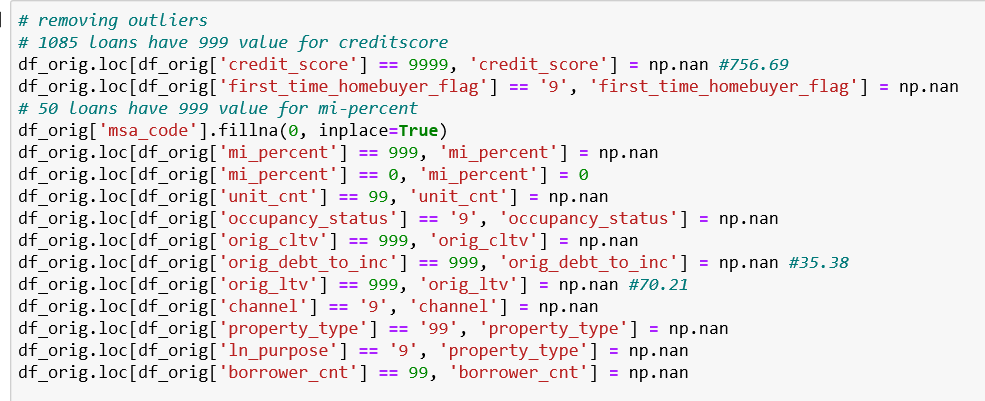 # removing outliers
# 1085 loans have 999 value for creditscore
df_orig.loc[df_orig['credit_score'] == 9999, 'credit_score'] = np.nan #756.69
df_orig.loc[df_orig['first_time_homebuyer_flag'] == '9', 'first_time_homebuyer_flag'] = np.nan
# 50 loans have 999 value for mi-percent
df_orig['msa_code'].fillna(0, inplace=True)
df_orig.loc[df_orig['mi_percent'] == 999, 'mi_percent'] = np.nan
df_orig.loc[df_orig['mi_percent'] == 0, 'mi_percent'] = 0
df_orig.loc[df_orig['unit_cnt'] == 99, 'unit_cnt'] = np.nan
df_orig.loc[df_orig['occupancy_status'] == '9', 'occupancy_status'] = np.nan
df_orig.loc[df_orig['orig_cltv'] == 999, 'orig_cltv'] = np.nan
df_orig.loc[df_orig['orig_debt_to_inc'] == 999, 'orig_debt_to_inc'] = np.nan #35.38
df_orig.loc[df_orig['orig_ltv'] == 999, 'orig_ltv'] = np.nan #70.21
df_orig.loc[df_orig['channel'] == '9', 'channel'] = np.nan
df_orig.loc[df_orig['property_type'] == '99', 'property_type'] = np.nan
df_orig.loc[df_orig['ln_purpose'] == '9', 'property_type'] = np.nan
df_orig.loc[df_orig['borrower_cnt'] == 99, 'borrower_cnt'] = np.nan